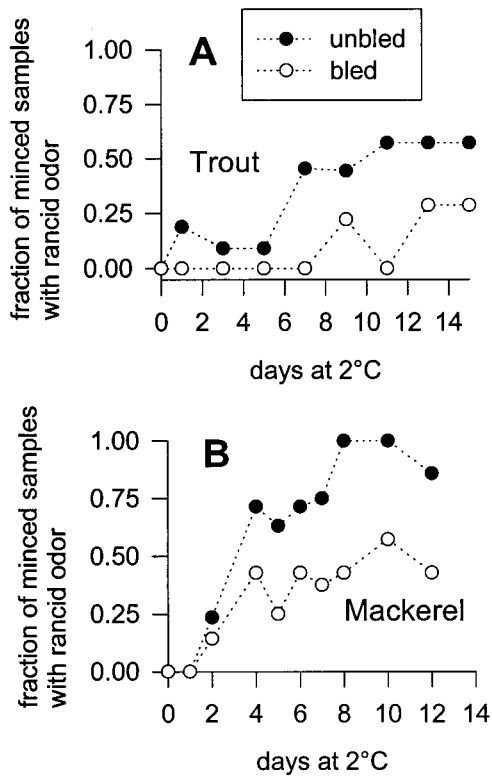 A
unbled
bled
1.00
0.75
0.50
0.25
0.00
fraction of minced samples
with rancid odor
Trout
0 2 4 6 8 10 12 14
days at 2°C
B
1.00
0.75
0.50
0.25
0.00
fraction of minced samples
with rancid odor
Mackerel
0 2 4 6 8 10 12 14
days at 2°C